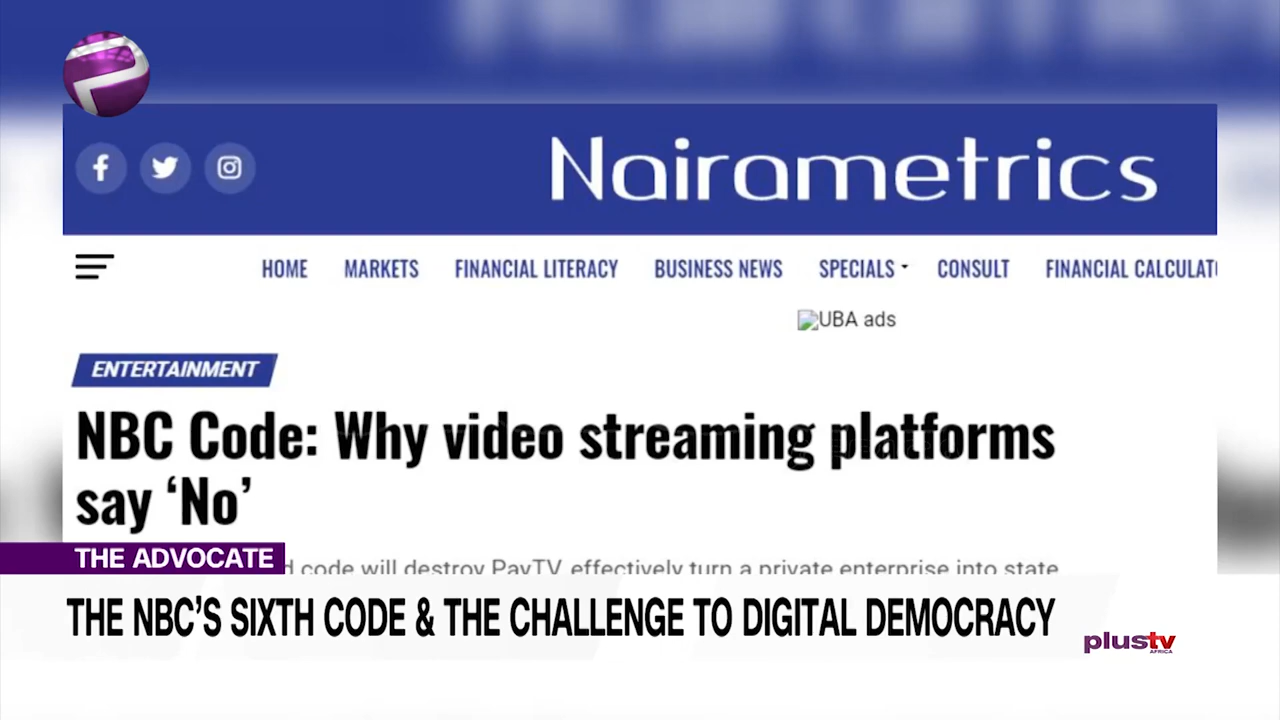 Nairametrics
HOME MARKETS FINANCIAL LITERACY BUSINESS NEWS SPECIALS CONSULT FINANCIAL
UBA ads
ENTERTAINMENT
NBC Code: Why video streaming platforms
say ‘No’
code will destroy PayTV, effectively turn a private enterprise into state
THE ADVOCATE
THE NBC'S SIXTH CODE & THE CHALLENGE TO DIGITAL DEMOCRACY
plustv
AFRICA